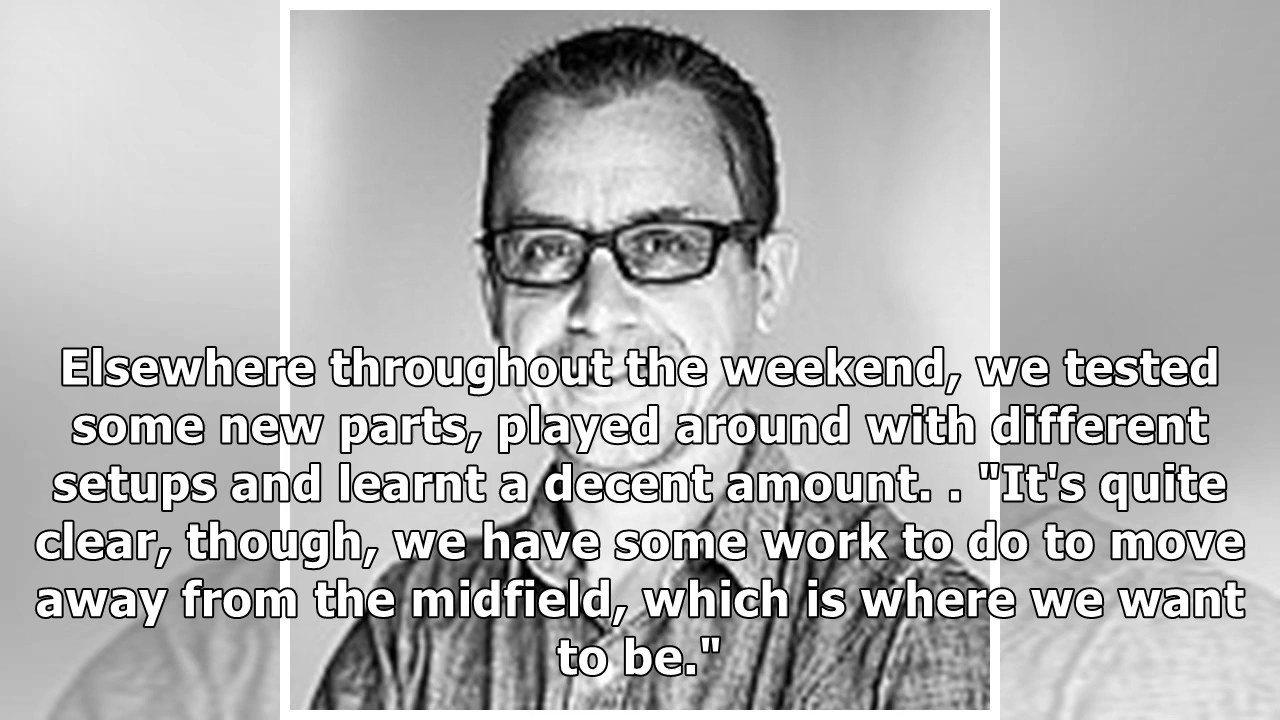 Elsewhere throughout the weekend, we tested
some new parts, played around with different
setups and learnt a decent amount. . "It's quite
clear, though, we have some work to do to move
away from the midfield, which is where we want
to be."